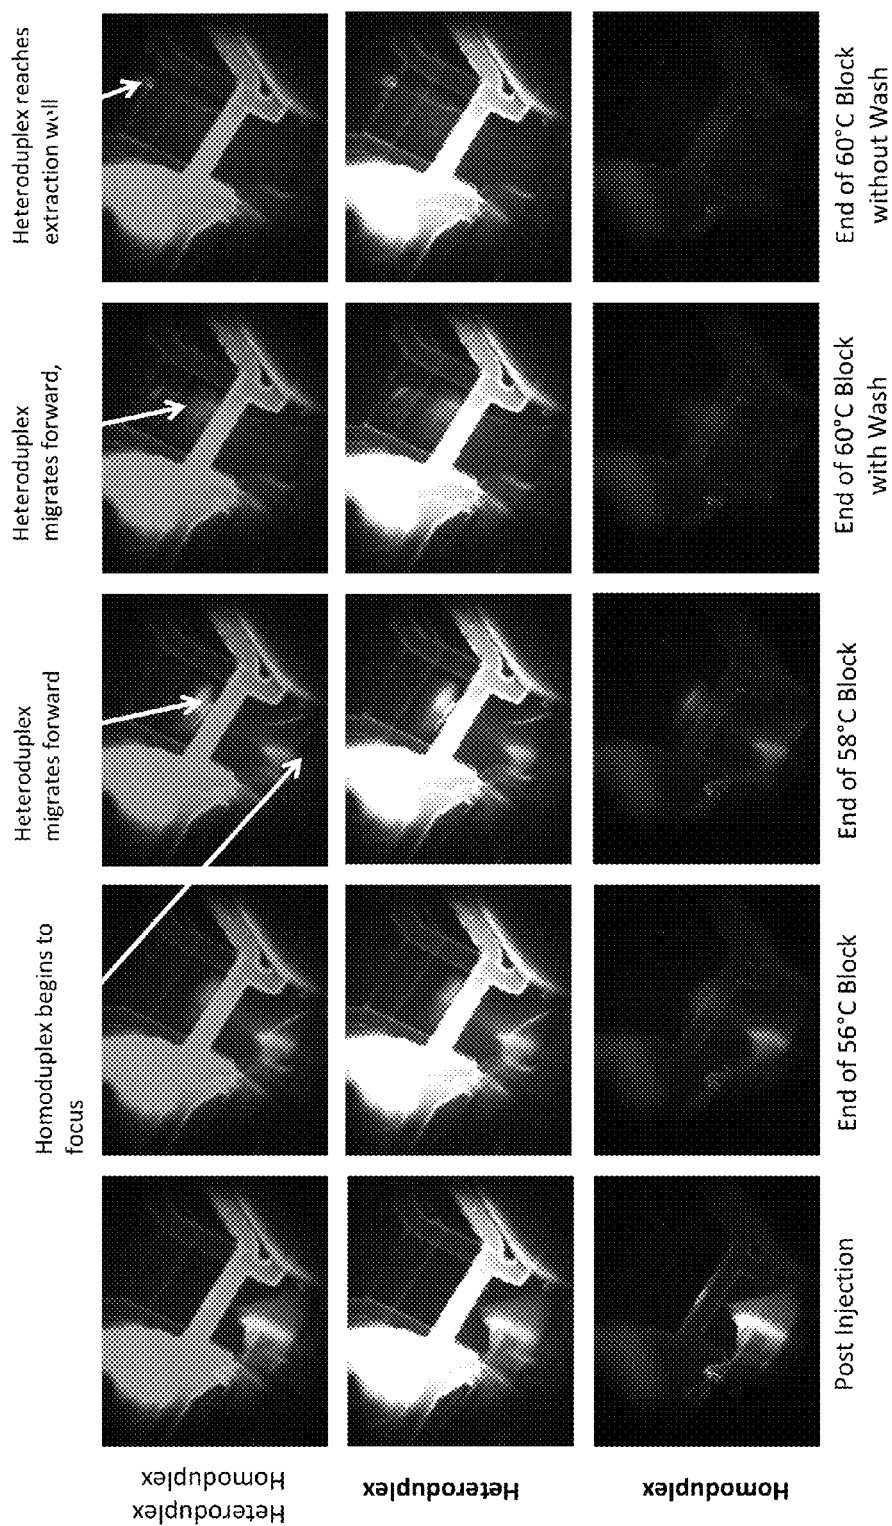 Homoduplex begins to
focus
Heteroduplex
migrates forward
Heteroduplex
migrates forward,
Heteroduplex reaches
extraction well
Heteroduplex
Homoduplex
Heteroduplex
Homoduplex
Post Injection
End of 56°C Block
End of 58°C Block
End of 60°C Block
with Wash
End of 60°C Block
without Wash